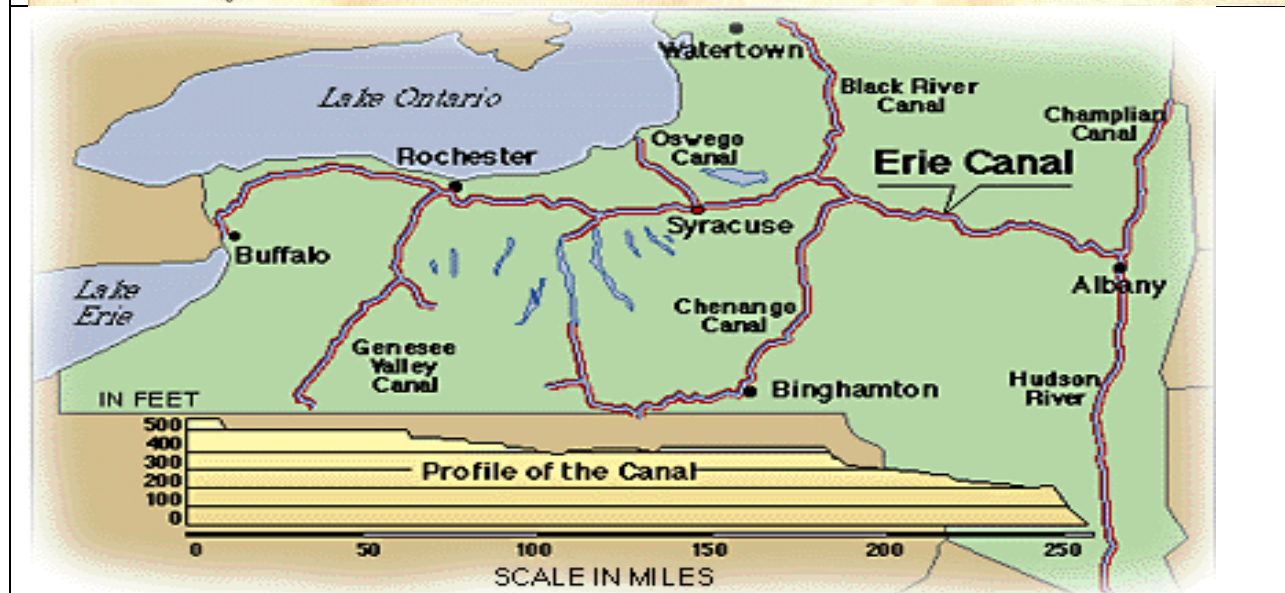 Watertown
Lake Ontario
Black River
Canal
Champlian
Canal
Rochester
Oswego
Canal
Erie Canal
Syracuse
Buffalo
Albany
Lake
Erie
Chenango
Canal
Genesee
Valley
Canal
Binghamton
Hudson
River
IN FEET
500
400
300
200
100
0
Profile of the Canal
0 50 100 150 200 250
SCALE IN MILES